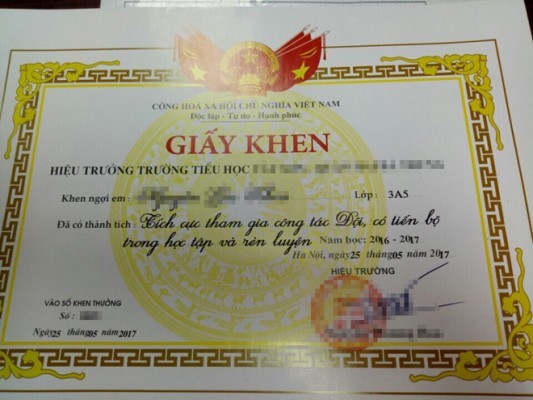 CỘNG HOÀ XÃ HỘI CHỦ NGHĨA VIỆT NAM
Độc lập - Tự do - Hạnh phúc
GIẤY KHEN
HIỆU TRƯỞNG TRƯỜNG TIỂU HỌC
Khen ngợi em : Lớp : 3A5
Đã có thành tích : Tích cực tham gia công tác Đội, có tiến bộ
trong học tập và rèn luyện Năm học: 2016 - 2017
Hà Nội, ngày 25 tháng 05 năm 2017
HIỆU TRƯỞNG
VÀO SỔ KHEN THƯỞNG
Số :
Ngày 25 tháng 05 năm 2017